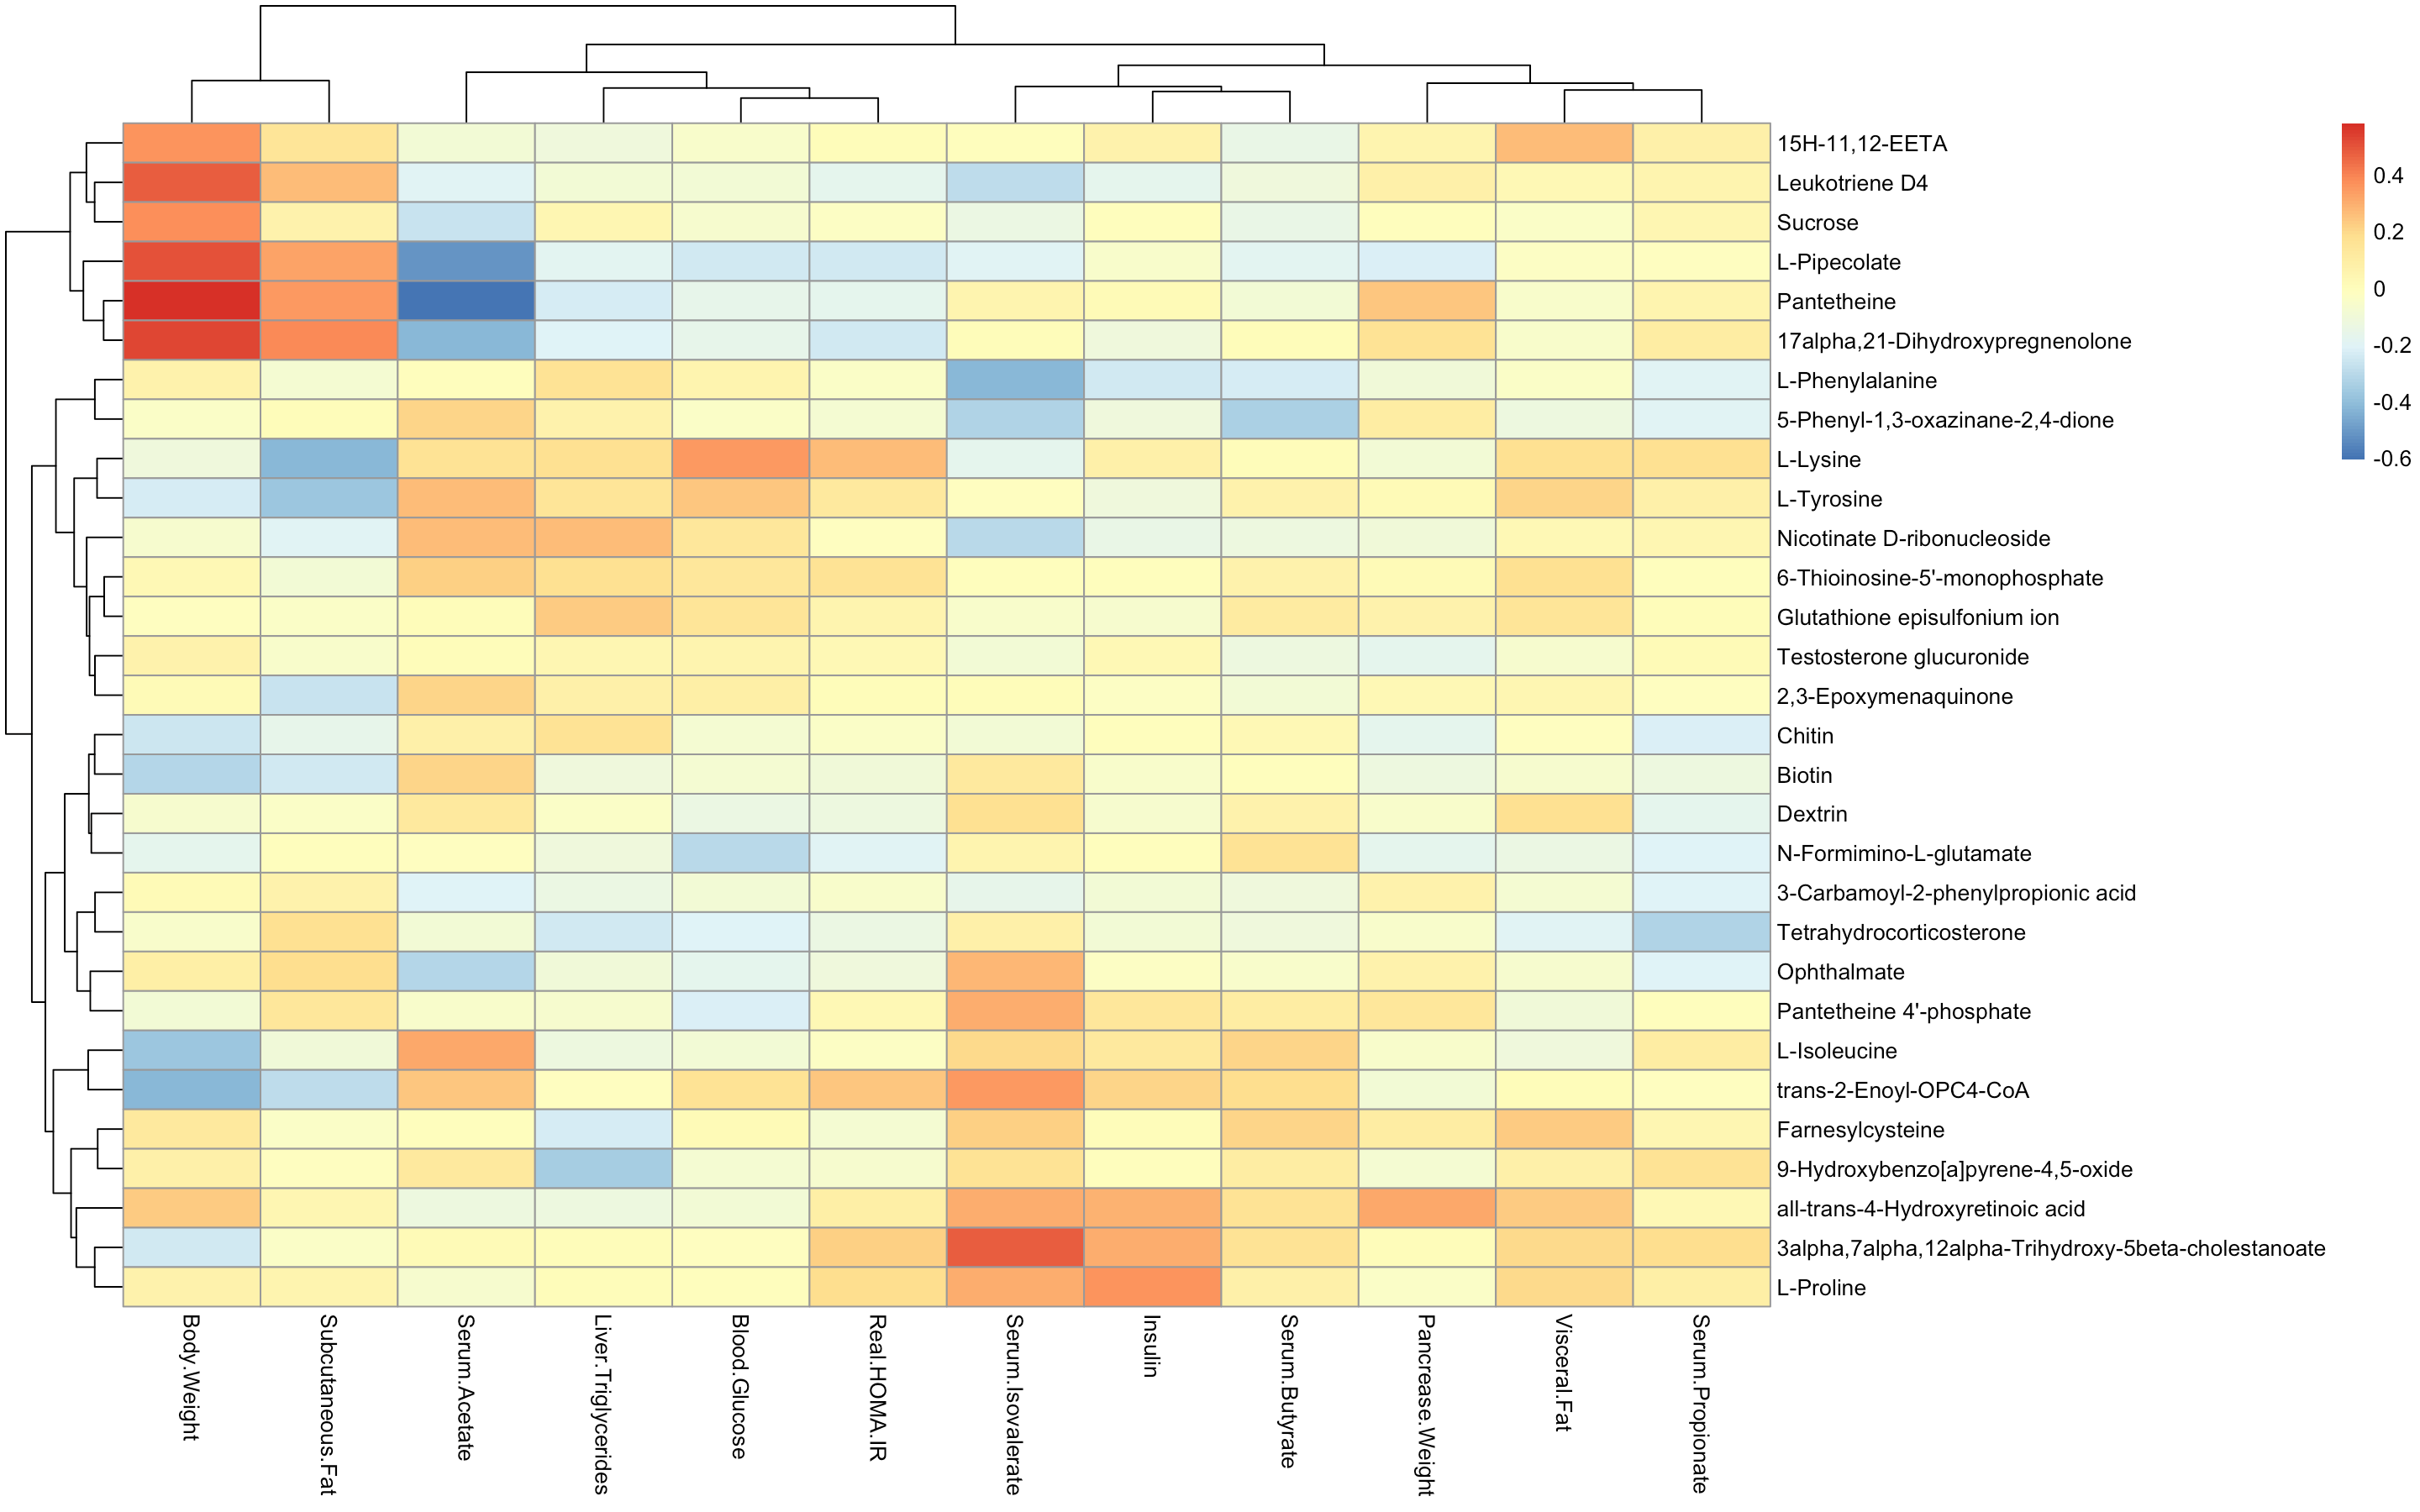 15H-11,12-EETA
Leukotriene D4
Sucrose
L-Pipecolate
Pantetheine
17alpha,21-Dihydroxypregnenolone
L-Phenylalanine
5-Phenyl-1,3-oxazinane-2,4-dione
L-Lysine
L-Tyrosine
Nicotinate D-ribonucleoside
6-Thioinosine-5'-monophosphate
Glutathione episulfonium ion
Testosterone glucuronide
2,3-Epoxymenaquinone
Chitin
Biotin
Dextrin
N-Formimino-L-glutamate
3-Carbamoyl-2-phenylpropionic acid
Tetrahydrocorticosterone
Ophthalmate
Pantetheine 4'-phosphate
L-Isoleucine
trans-2-Enoyl-OPC4-CoA
Farnesylcysteine
9-Hydroxybenzo[a]pyrene-4,5-oxide
all-trans-4-Hydroxyretinoic acid
3alpha,7alpha,12alpha-Trihydroxy-5beta-cholestanoate
L-Proline
0.4
0.2
0
-0.2
-0.4
-0.6
Body.Weight
Subcutaneous.Fat
Serum.Acetate
Liver.Triglycerides
Blood.Glucose
Real.HOMA.IR
Serum.Isovalerate
Insulin
Serum.Butyrate
Pancrease.Weight
Visceral.Fat
Serum.Propionate